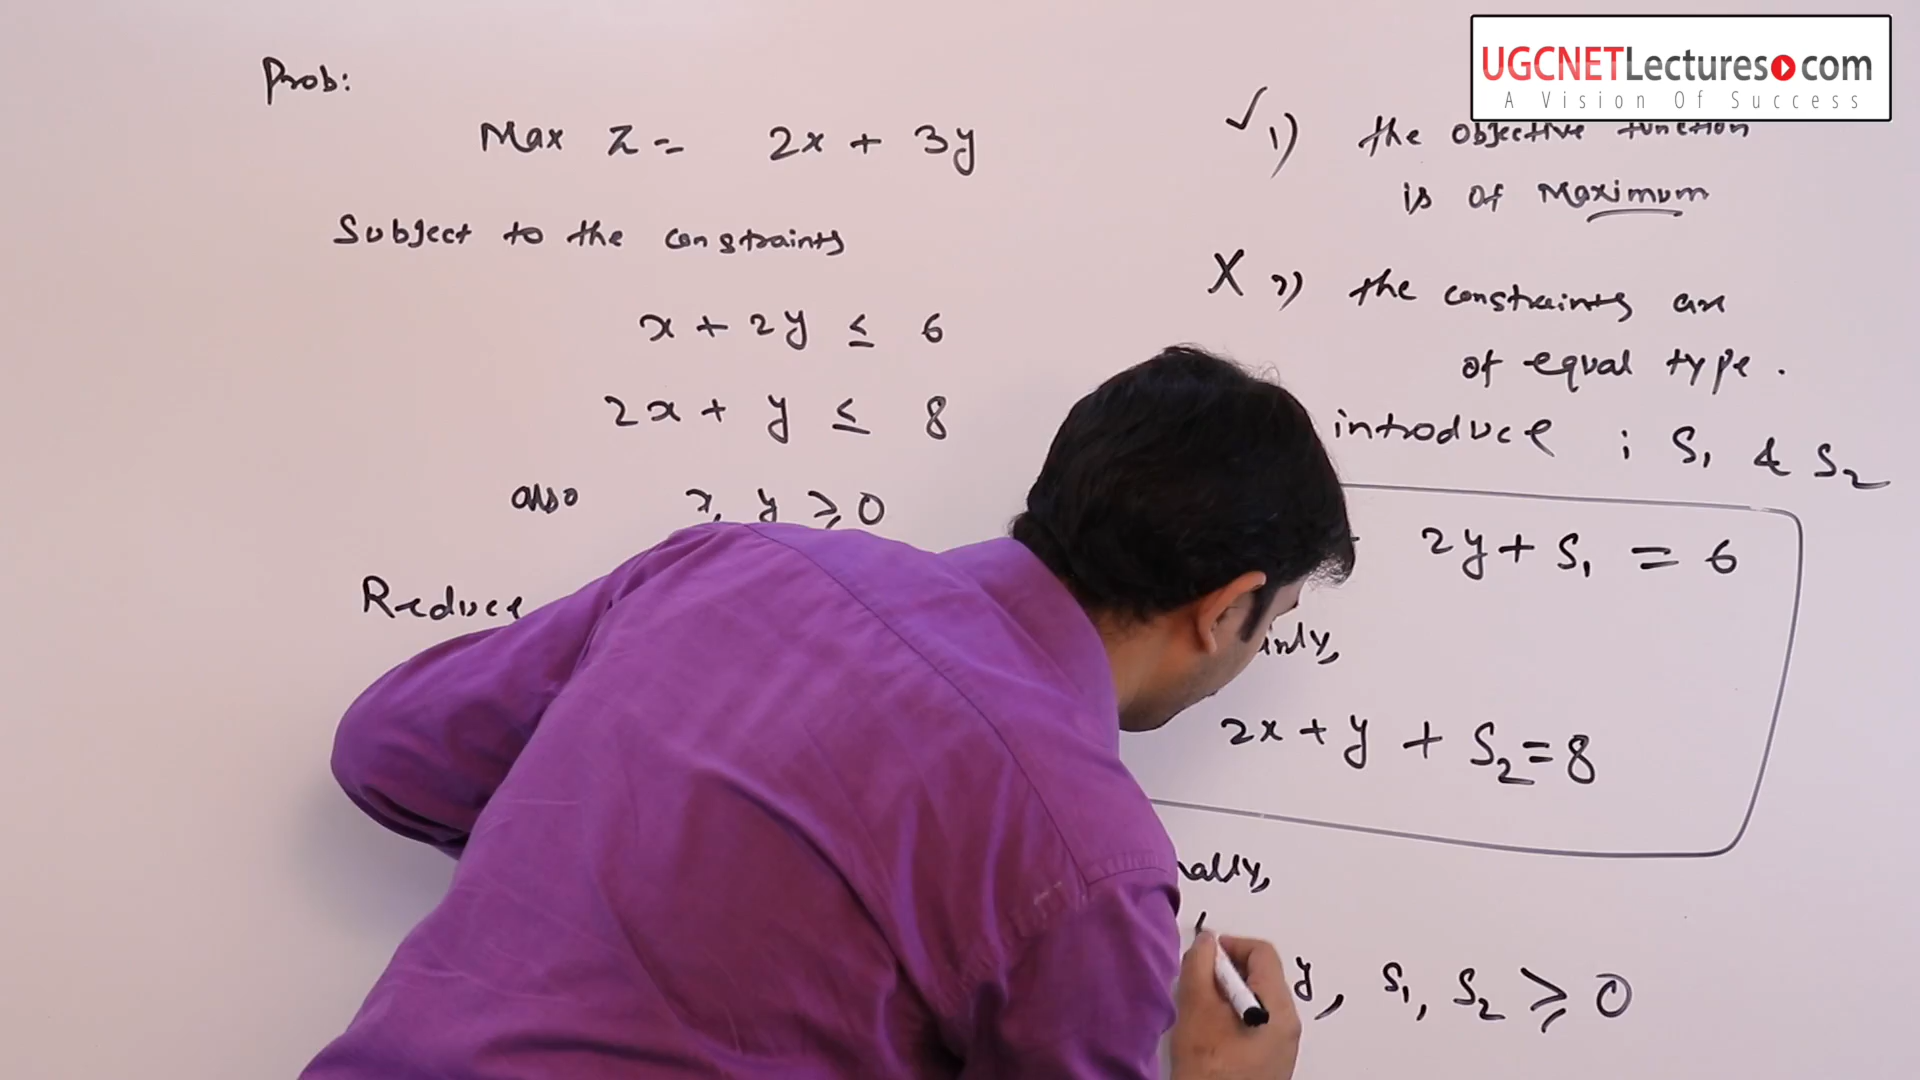 Prob:
Max Z = 2x + 3y
Subject to the constraints
x + 2y ≤ 6
2x + y ≤ 8
also x, y ≥ 0
Reduce
UGCNETLectures.com
A Vision Of Success
✓ 1) the objective function
is of Maximum
X 2) the constraints are
of equal type.
introduce ; S₁ & S₂
2y + S₁ = 6
2x + y + S₂ = 8
y, S₁, S₂ ≥ 0